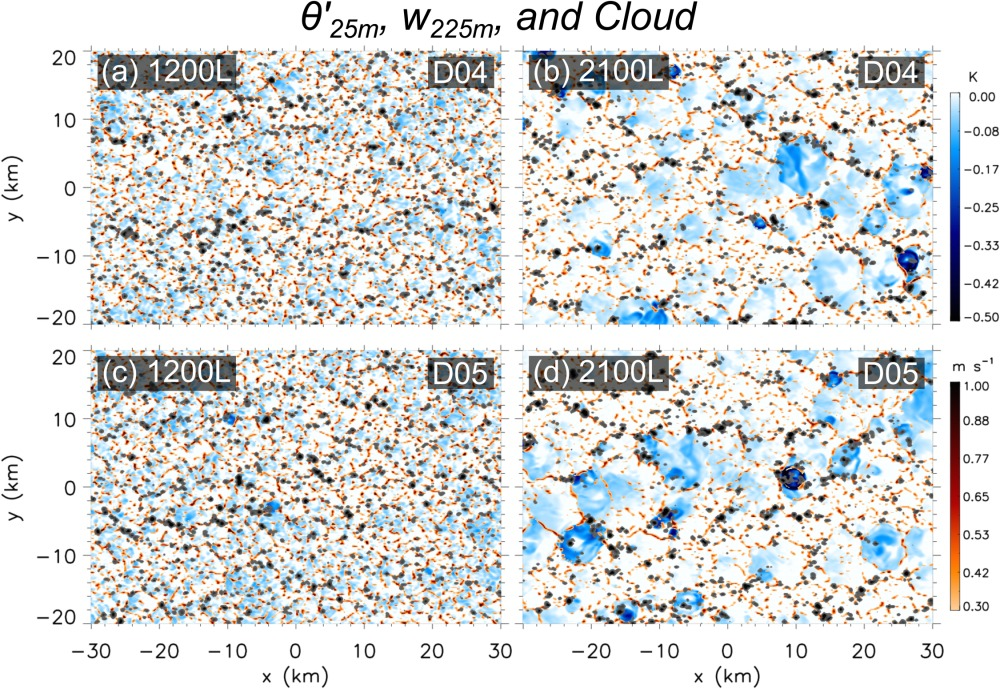 θ'25m, w225m, and Cloud
(a) 1200L D04
(b) 2100L D04
20
10
0
−10
−20
y (km)
K
0.00
−0.08
−0.17
−0.25
−0.33
−0.42
−0.50
(c) 1200L D05
(d) 2100L D05
20
10
0
−10
−20
y (km)
m s⁻¹
1.00
0.88
0.77
0.65
0.53
0.42
0.30
−30 −20 −10 0 10 20 30
x (km)
−20 −10 0 10 20 30
x (km)